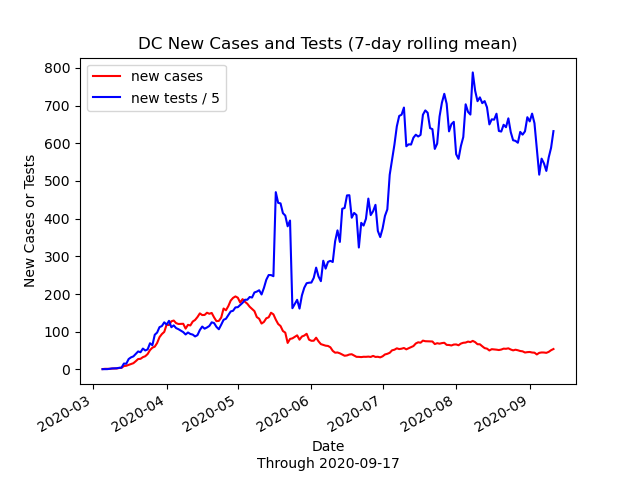 DC New Cases and Tests (7-day rolling mean)
new cases
new tests / 5
New Cases or Tests
800
700
600
500
400
300
200
100
0
2020-03
2020-04
2020-05
2020-06
2020-07
2020-08
2020-09
Date
Through 2020-09-17